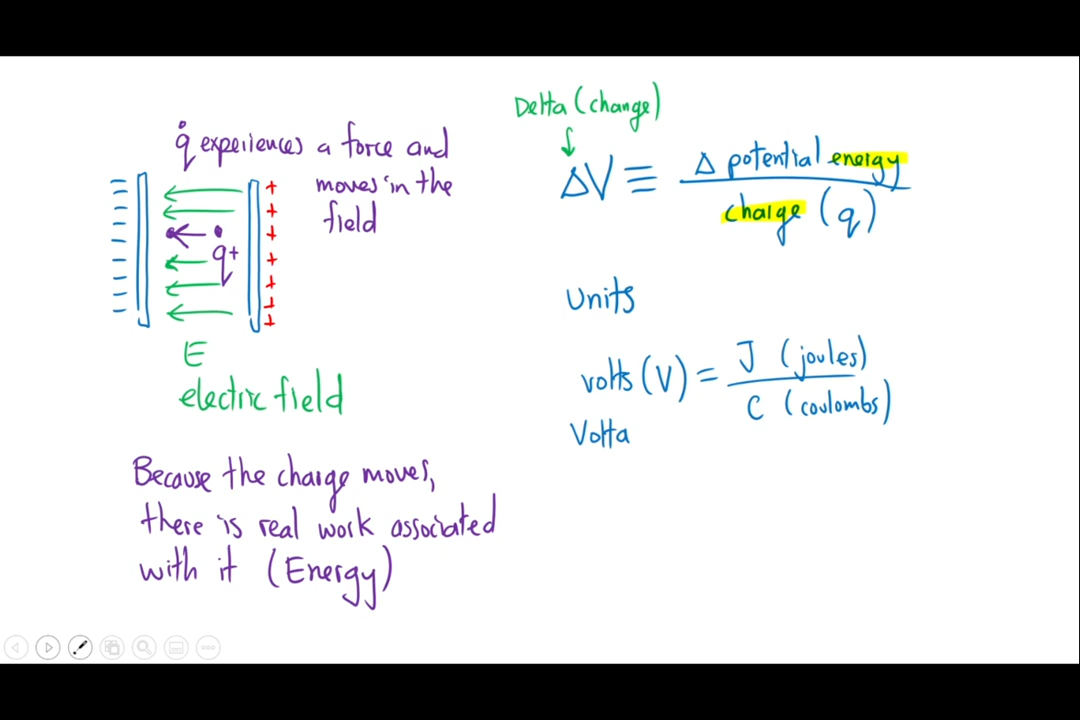 q experiences a force and
moves in the
field
q+
E
electric field
Because the charge moves,
there is real work associated
with it (Energy)
Delta (change)
ΔV ≡ Δ potential energy
charge (q)
Units
volts (V) = J (joules)
C (coulombs)
Volta